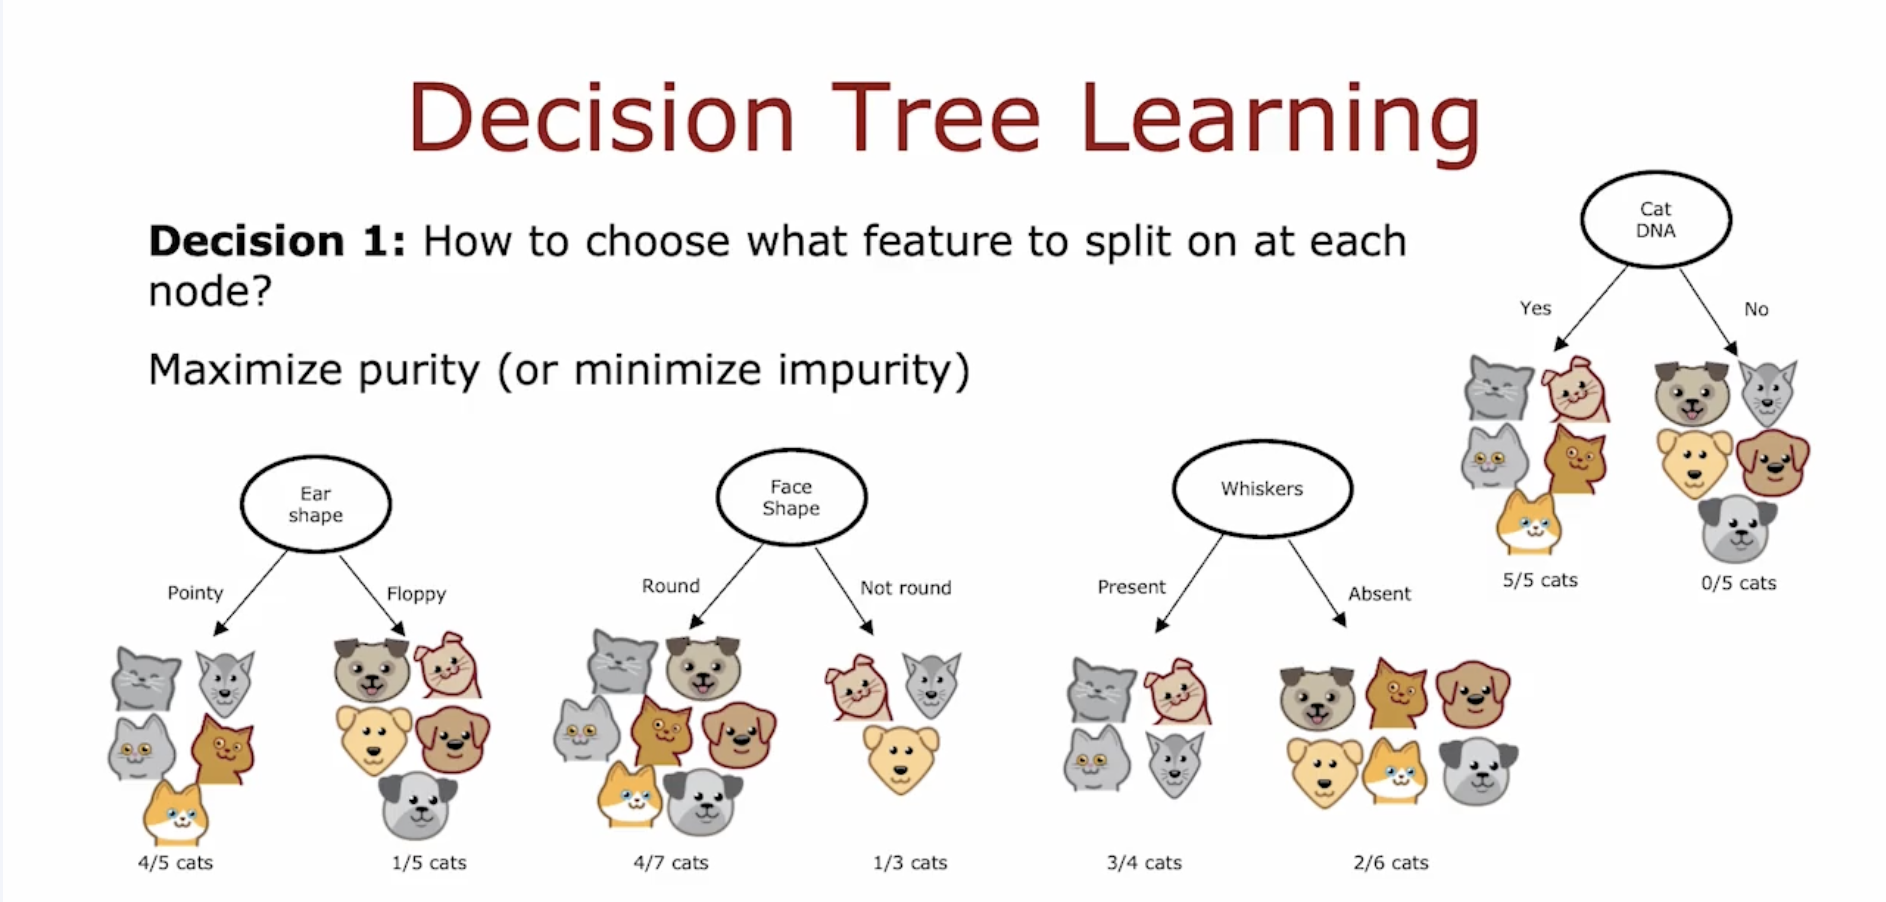 Decision Tree Learning
Decision 1: How to choose what feature to split on at each
node?
Maximize purity (or minimize impurity)
Cat
DNA
Yes
No
5/5 cats
0/5 cats
Ear
shape
Pointy
Floppy
4/5 cats
1/5 cats
Face
Shape
Round
Not round
4/7 cats
1/3 cats
Whiskers
Present
Absent
3/4 cats
2/6 cats